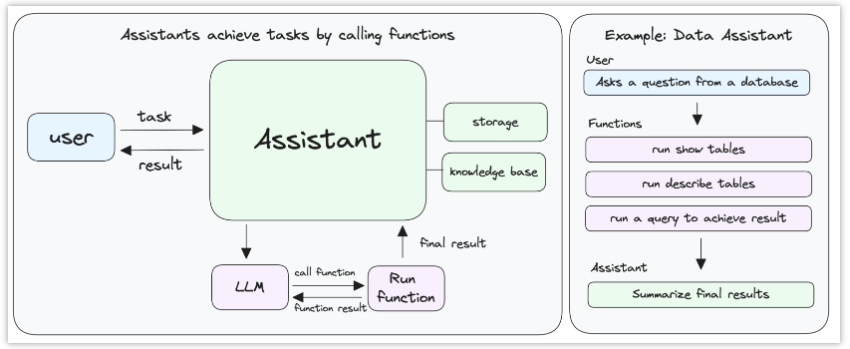 Assistants achieve tasks by calling functions
user
task
result
Assistant
storage
knowledge base
LLM
call function
function result
Run
function
final result
Example: Data Assistant
User
Asks a question from a database
Functions
run show tables
run describe tables
run a query to achieve result
Assistant
Summarize final results